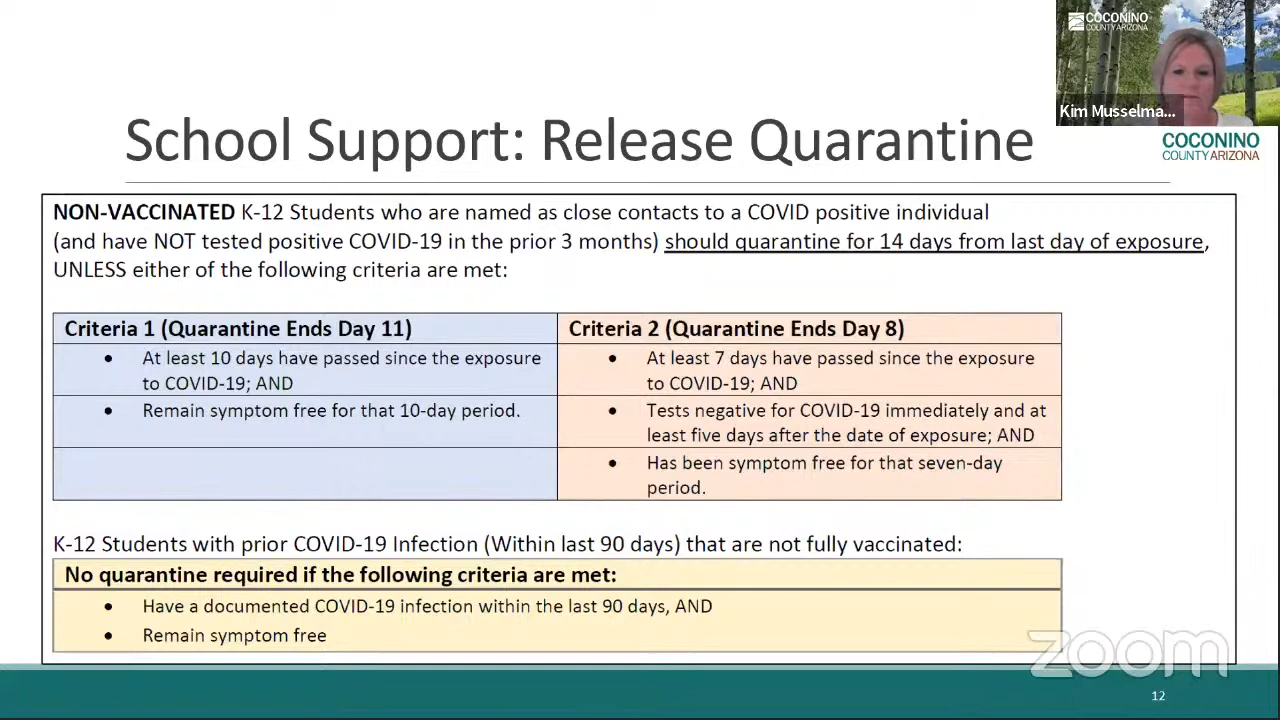 COCONINO
COUNTY ARIZONA
Kim Musselma...
School Support: Release Quarantine
COCONINO
COUNTY ARIZONA
NON-VACCINATED K-12 Students who are named as close contacts to a COVID positive individual
(and have NOT tested positive COVID-19 in the prior 3 months) should quarantine for 14 days from last day of exposure,
UNLESS either of the following criteria are met:
Criteria 1 (Quarantine Ends Day 11)
• At least 10 days have passed since the exposure
to COVID-19; AND
• Remain symptom free for that 10-day period.
Criteria 2 (Quarantine Ends Day 8)
• At least 7 days have passed since the exposure
to COVID-19; AND
• Tests negative for COVID-19 immediately and at
least five days after the date of exposure; AND
• Has been symptom free for that seven-day
period.
K-12 Students with prior COVID-19 Infection (Within last 90 days) that are not fully vaccinated:
No quarantine required if the following criteria are met:
• Have a documented COVID-19 infection within the last 90 days, AND
• Remain symptom free
zoom
12